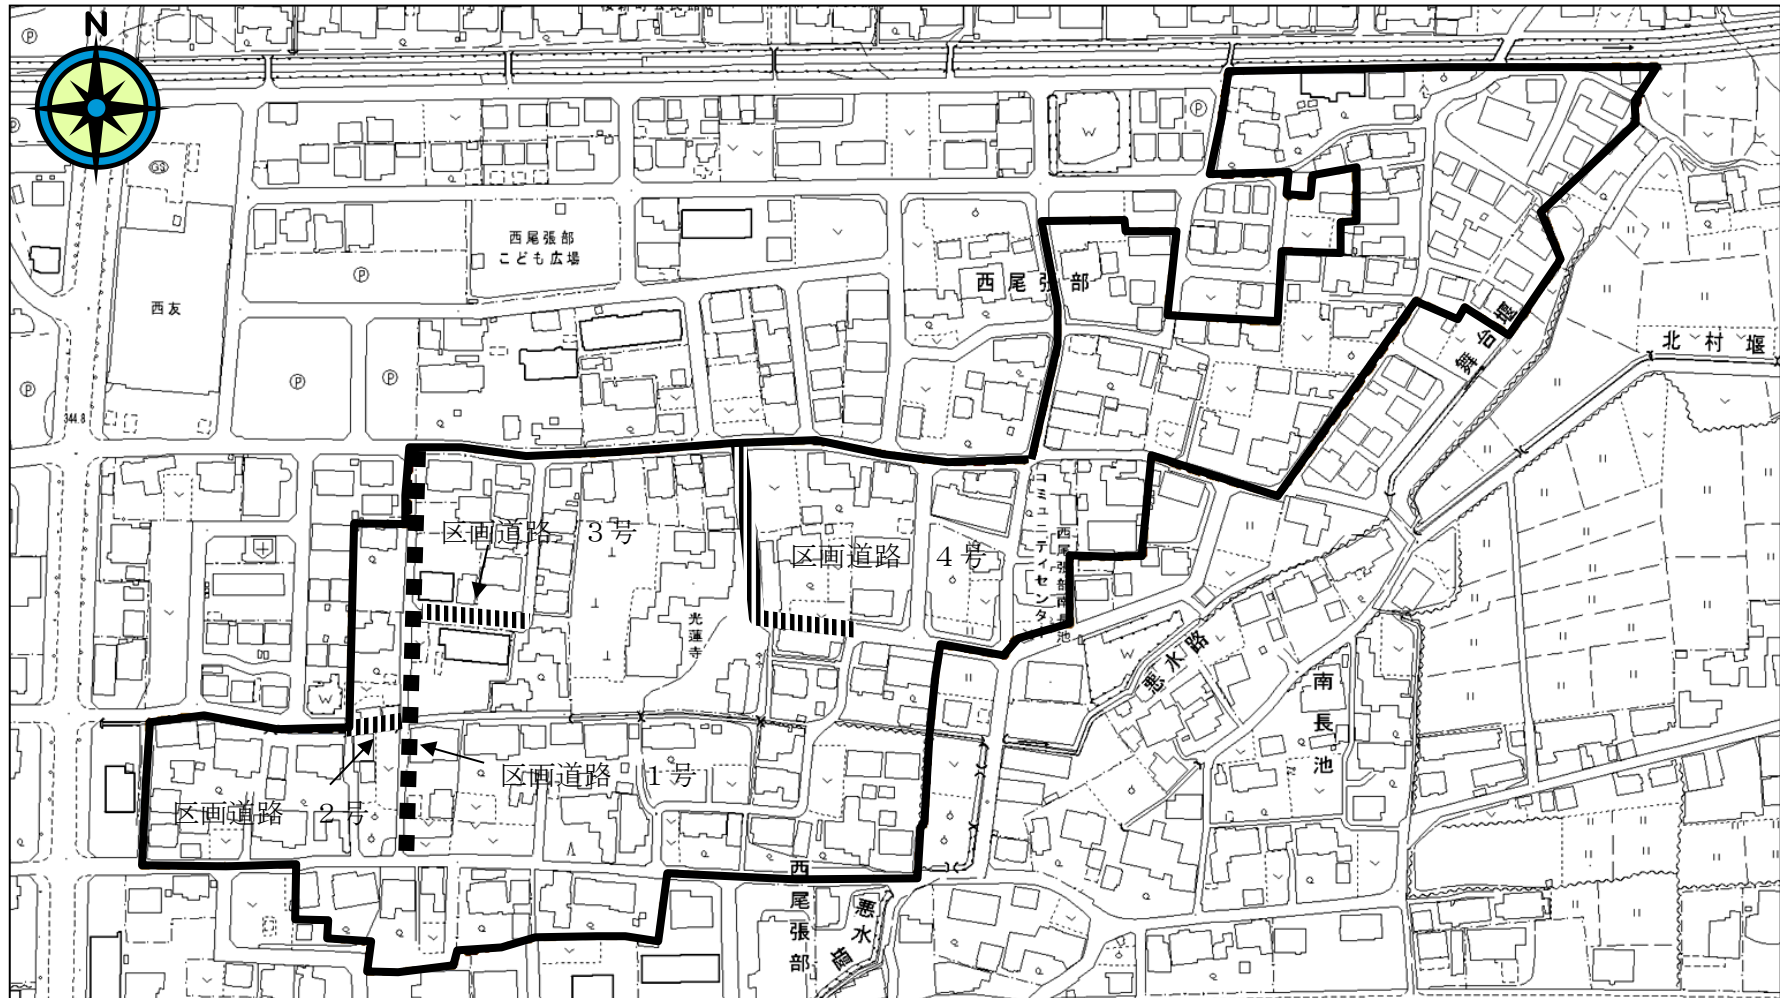 N
西尾張部
こども広場
西友
西尾張部
舞台堰
北村堰
344.8
区画道路 3号
区画道路 4号
コミュニティセンター
西尾張部南長池
光蓮寺
悪水路
南長池
区画道路 1号
区画道路 2号
西尾張部
悪水